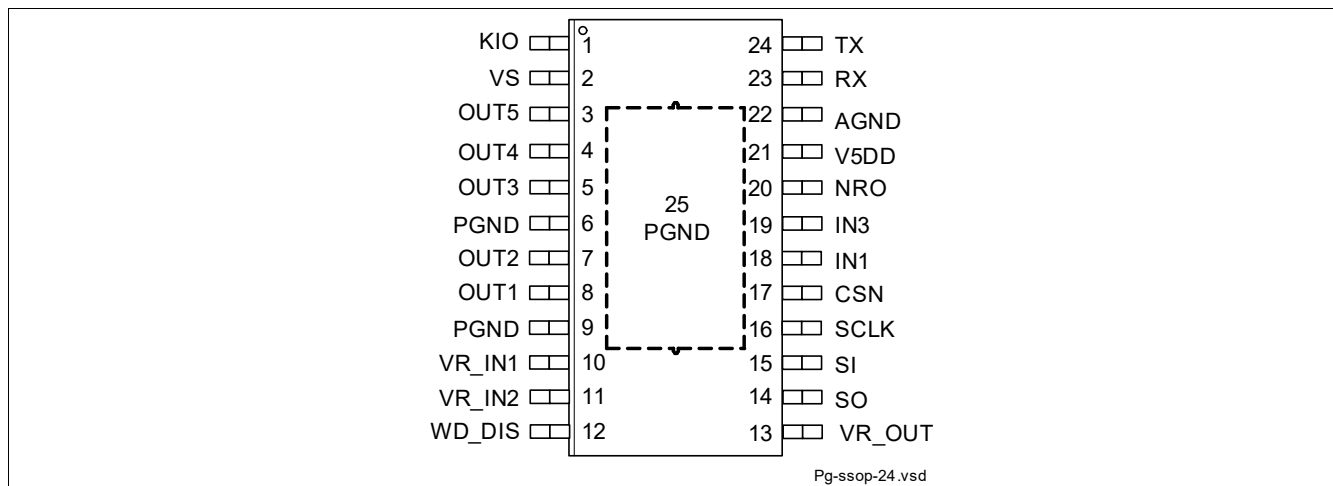 KIO 1 24 TX
VS 2 23 RX
OUT5 3 22 AGND
OUT4 4 21 V5DD
OUT3 5 20 NRO
PGND 6 19 IN3
OUT2 7 18 IN1
OUT1 8 17 CSN
PGND 9 16 SCLK
VR_IN1 10 15 SI
VR_IN2 11 14 SO
WD_DIS 12 13 VR_OUT
25
PGND
Pg-ssop-24.vsd